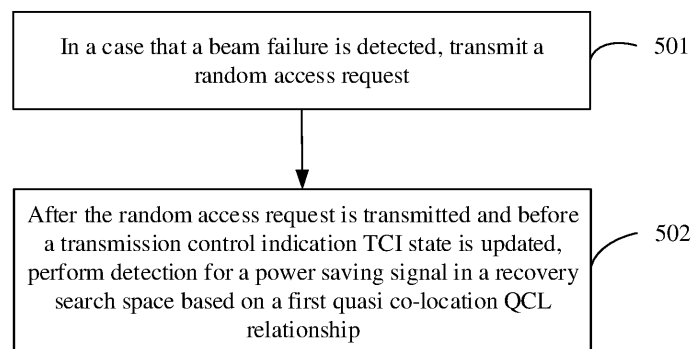 In a case that a beam failure is detected, transmit a
random access request
501
After the random access request is transmitted and before
a transmission control indication TCI state is updated,
perform detection for a power saving signal in a recovery
search space based on a first quasi co-location QCL
relationship
502